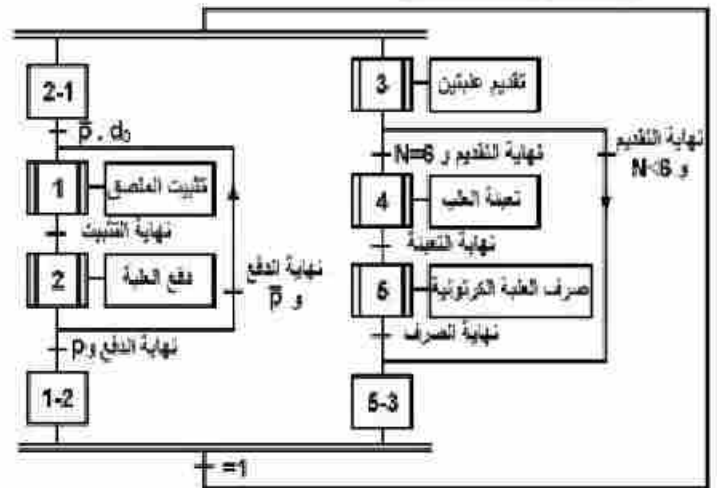 2-1
p̅ . d₀
1
تثبيت الملصق
نهاية التثبيت
2
دفع العلبة
نهاية الدفع
و p̅
نهاية الدفع و p
1-2
3
تقديم علبتين
نهاية التقديم و N=6
نهاية التقديم
و N<6
4
تعبئة العلب
نهاية التعبئة
5
صرف العلبة الكرتونية
نهاية الصرف
5-3
=1